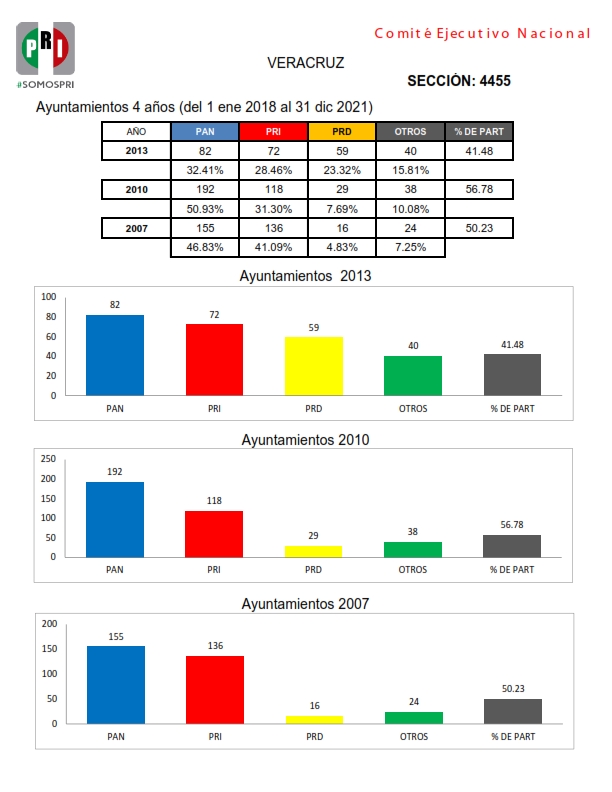 Comité Ejecutivo Nacional
PRI
#SOMOSPRI
VERACRUZ
SECCIÓN: 4455
Ayuntamientos 4 años (del 1 ene 2018 al 31 dic 2021)
AÑO PAN PRI PRD OTROS % DE PART
2013 82 72 59 40 41.48
32.41% 28.46% 23.32% 15.81%
2010 192 118 29 38 56.78
50.93% 31.30% 7.69% 10.08%
2007 155 136 16 24 50.23
46.83% 41.09% 4.83% 7.25%
Ayuntamientos 2013
100
80
60
40
20
0
82 72 59 40 41.48
PAN PRI PRD OTROS % DE PART
Ayuntamientos 2010
250
200
150
100
50
0
192 118 29 38 56.78
PAN PRI PRD OTROS % DE PART
Ayuntamientos 2007
200
150
100
50
0
155 136 16 24 50.23
PAN PRI PRD OTROS % DE PART